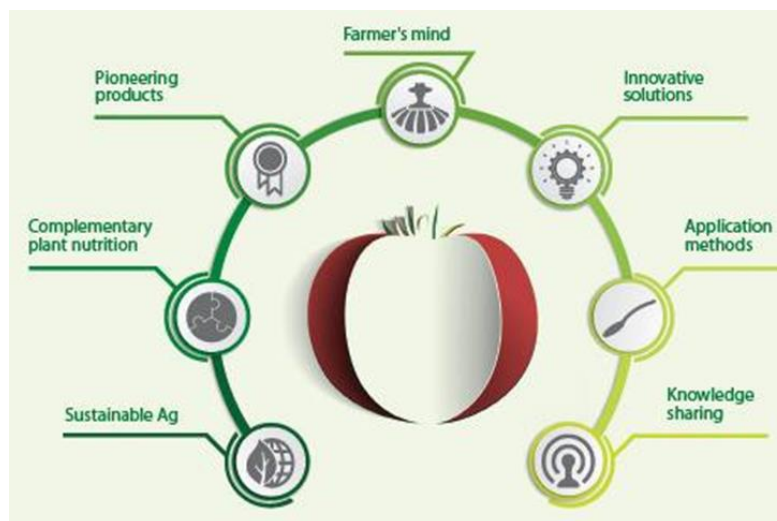 Farmer's mind
Pioneering
products
Innovative
solutions
Complementary
plant nutrition
Application
methods
Sustainable Ag
Knowledge
sharing